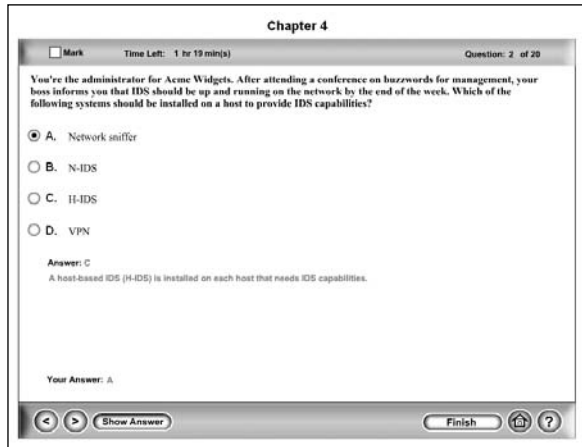 Chapter 4
Mark Time Left: 1 hr 19 min(s) Question: 2 of 20
You're the administrator for Acme Widgets. After attending a conference on buzzwords for management, your
boss informs you that IDS should be up and running on the network by the end of the week. Which of the
following systems should be installed on a host to provide IDS capabilities?
A. Network sniffer
B. N-IDS
C. H-IDS
D. VPN
Answer: C
A host-based IDS (H-IDS) is installed on each host that needs IDS capabilities.
Your Answer: A
< > Show Answer Finish ?